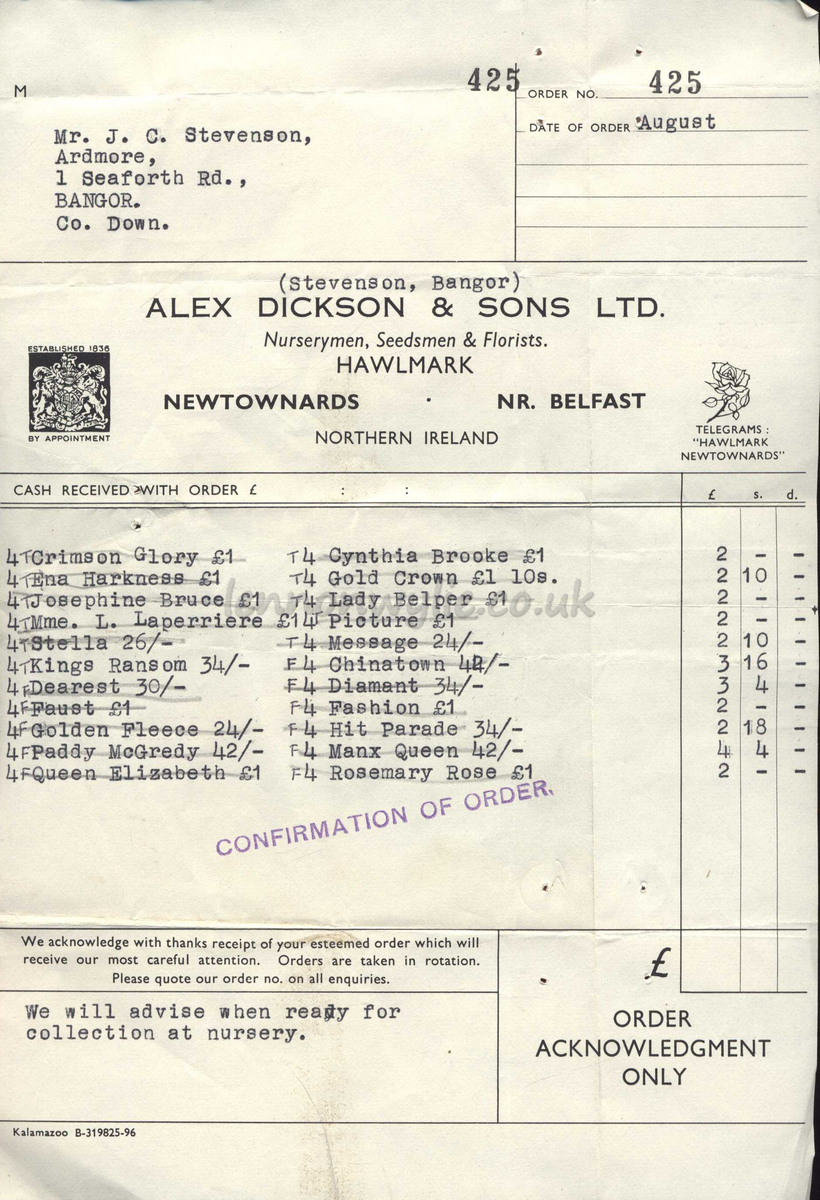 M
425
ORDER NO. 425
DATE OF ORDER August
Mr. J. C. Stevenson,
Ardmore,
1 Seaforth Rd.,
BANGOR.
Co. Down.
(Stevenson, Bangor)
ALEX DICKSON & SONS LTD.
Nurserymen, Seedsmen & Florists.
HAWLMARK
NEWTOWNARDS · NR. BELFAST
NORTHERN IRELAND
ESTABLISHED 1836
BY APPOINTMENT
TELEGRAMS :
"HAWLMARK
NEWTOWNARDS"
CASH RECEIVED WITH ORDER £ : : £ s. d.
4TCrimson Glory £1 T4 Cynthia Brooke £1 2 - -
4TEna Harkness £1 T4 Gold Crown £1 10s. 2 10 -
4TJosephine Bruce £1 T4 Lady Belper £1 2 - -
4TMme. L. Laperriere £1 4T Picture £1 2 - -
4TStella 26/- T4 Message 24/- 2 10 -
4TKings Ransom 34/- F4 Chinatown 42/- 3 16 -
4FDearest 30/- F4 Diamant 34/- 3 4 -
4FFaust £1 F4 Fashion £1 2 - -
4FGolden Fleece 24/- F4 Hit Parade 34/- 2 18 -
4FPaddy McGredy 42/- F4 Manx Queen 42/- 4 4 -
4FQueen Elizabeth £1 F4 Rosemary Rose £1 2 - -
CONFIRMATION OF ORDER.
We acknowledge with thanks receipt of your esteemed order which will
receive our most careful attention. Orders are taken in rotation.
Please quote our order no. on all enquiries.
£
We will advise when ready for
collection at nursery.
ORDER
ACKNOWLEDGMENT
ONLY
Kalamazoo B-319825-96